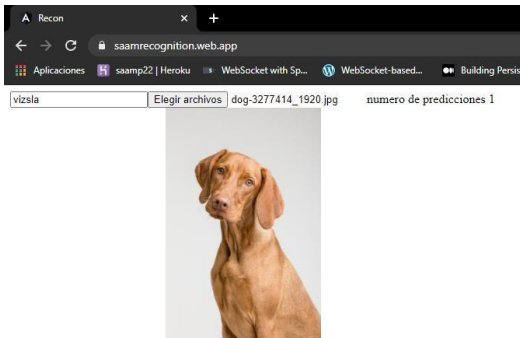 Recon
saamrecognition.web.app
Aplicaciones saamp22 | Heroku WebSocket with Sp... WebSocket-based... Building Persis
vizsla Elegir archivos dog-3277414_1920.jpg numero de predicciones 1